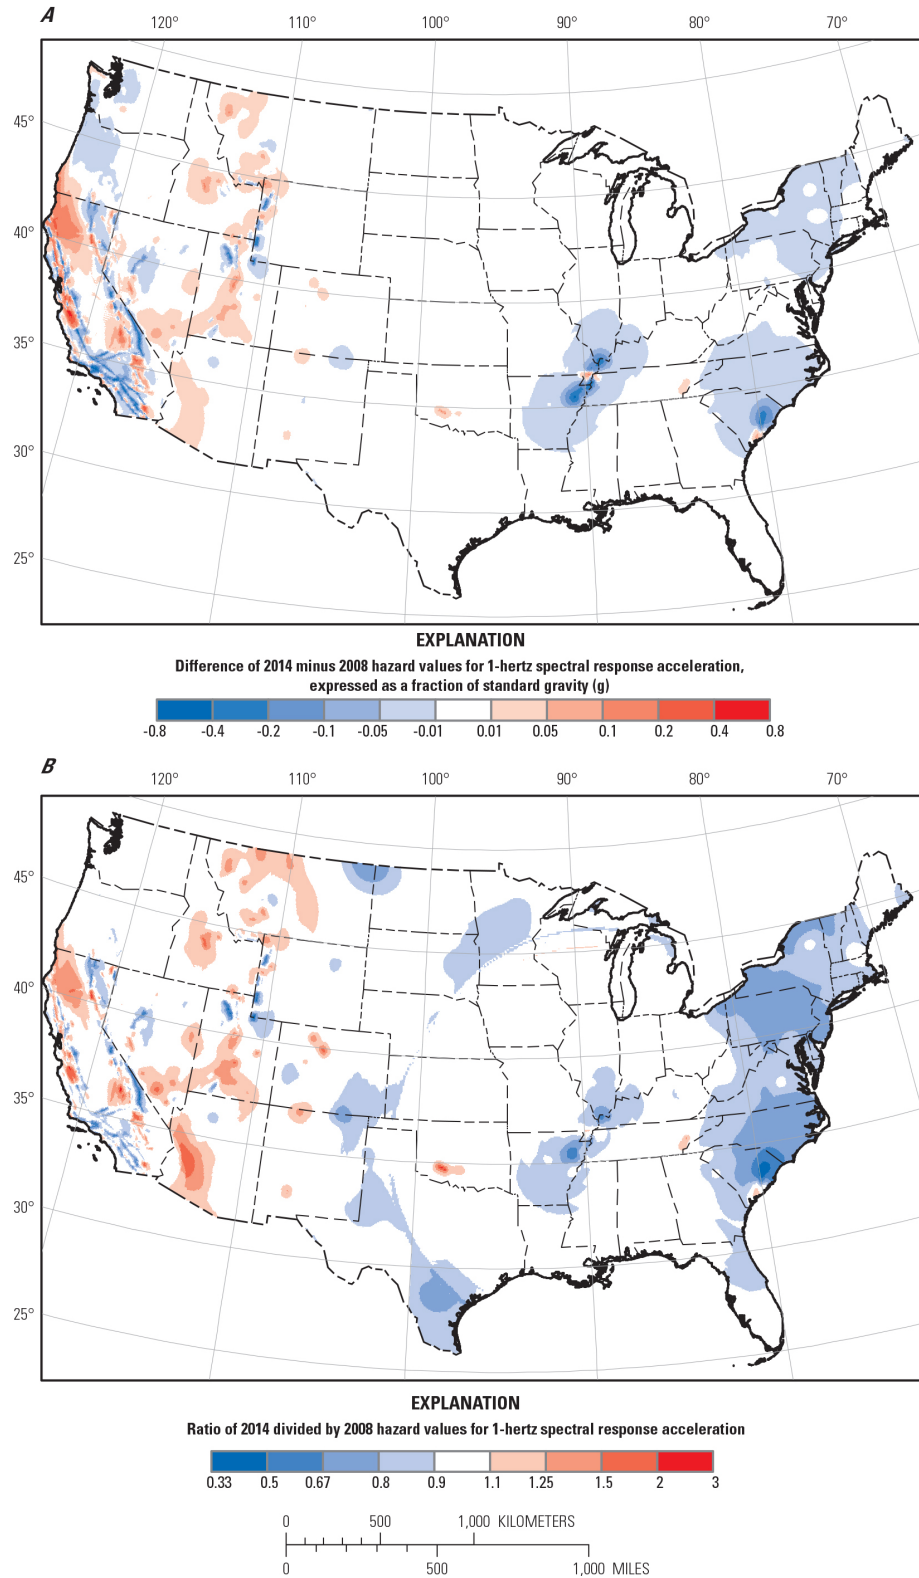 A
120° 110° 100° 90° 80° 70°
45°
40°
35°
30°
25°
EXPLANATION
Difference of 2014 minus 2008 hazard values for 1-hertz spectral response acceleration,
expressed as a fraction of standard gravity (g)
-0.8 -0.4 -0.2 -0.1 -0.05 -0.01 0.01 0.05 0.1 0.2 0.4 0.8
B
120° 110° 100° 90° 80° 70°
45°
40°
35°
30°
25°
EXPLANATION
Ratio of 2014 divided by 2008 hazard values for 1-hertz spectral response acceleration
0.33 0.5 0.67 0.8 0.9 1.1 1.25 1.5 2 3
0 500 1,000 KILOMETERS
0 500 1,000 MILES